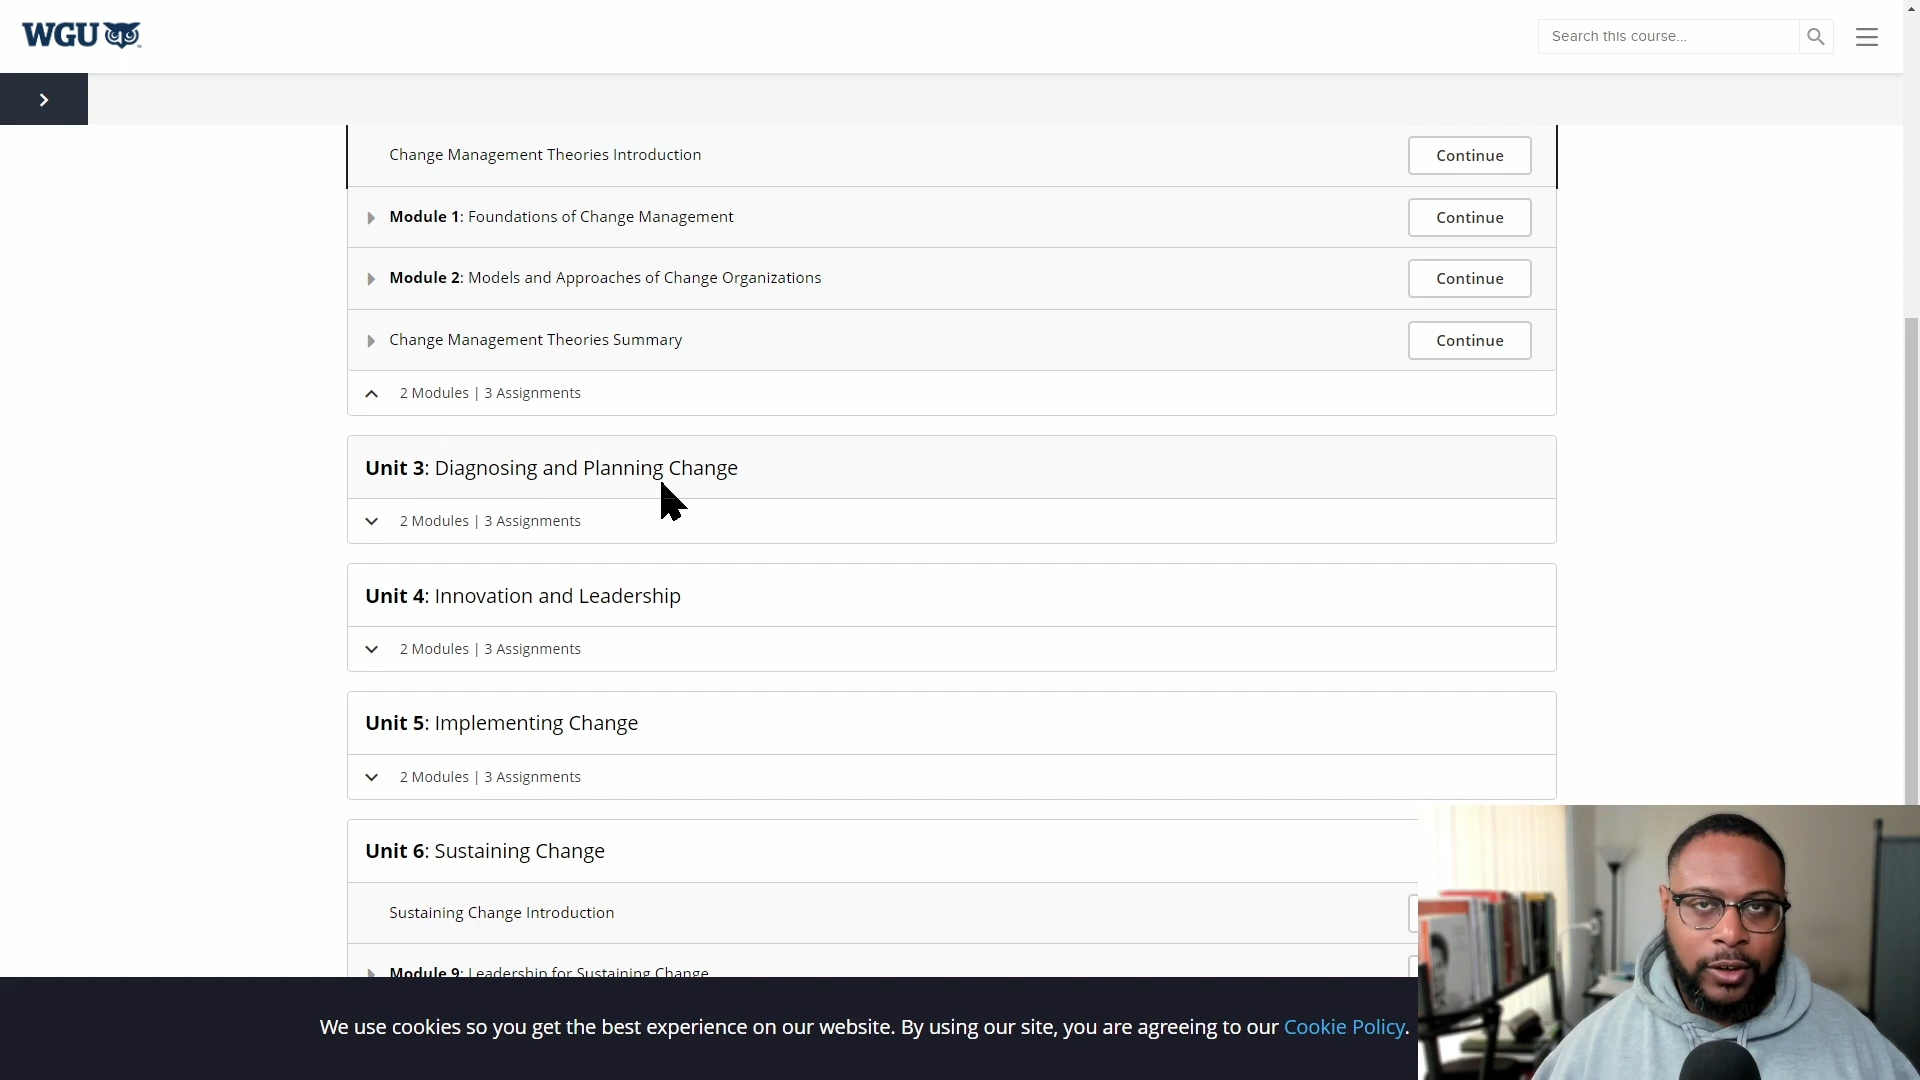 WGU
Search this course...
Change Management Theories Introduction
Continue
Module 1: Foundations of Change Management
Continue
Module 2: Models and Approaches of Change Organizations
Continue
Change Management Theories Summary
Continue
2 Modules | 3 Assignments
Unit 3: Diagnosing and Planning Change
2 Modules | 3 Assignments
Unit 4: Innovation and Leadership
2 Modules | 3 Assignments
Unit 5: Implementing Change
2 Modules | 3 Assignments
Unit 6: Sustaining Change
Sustaining Change Introduction
Module 9: Leadership for Sustaining Change
We use cookies so you get the best experience on our website. By using our site, you are agreeing to our Cookie Policy.